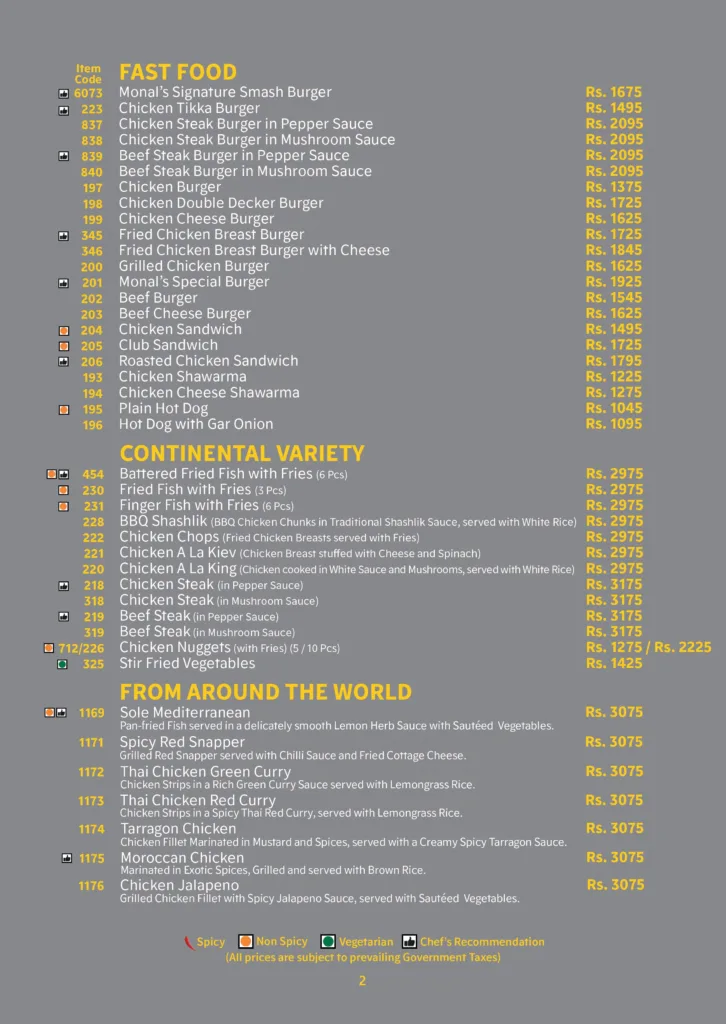 Item
Code
FAST FOOD
6073 Monal's Signature Smash Burger Rs. 1675
223 Chicken Tikka Burger Rs. 1495
837 Chicken Steak Burger in Pepper Sauce Rs. 2095
838 Chicken Steak Burger in Mushroom Sauce Rs. 2095
839 Beef Steak Burger in Pepper Sauce Rs. 2095
840 Beef Steak Burger in Mushroom Sauce Rs. 2095
197 Chicken Burger Rs. 1375
198 Chicken Double Decker Burger Rs. 1725
199 Chicken Cheese Burger Rs. 1625
345 Fried Chicken Breast Burger Rs. 1725
346 Fried Chicken Breast Burger with Cheese Rs. 1845
200 Grilled Chicken Burger Rs. 1625
201 Monal's Special Burger Rs. 1925
202 Beef Burger Rs. 1545
203 Beef Cheese Burger Rs. 1625
204 Chicken Sandwich Rs. 1495
205 Club Sandwich Rs. 1725
206 Roasted Chicken Sandwich Rs. 1795
193 Chicken Shawarma Rs. 1225
194 Chicken Cheese Shawarma Rs. 1275
195 Plain Hot Dog Rs. 1045
196 Hot Dog with Gar Onion Rs. 1095
CONTINENTAL VARIETY
454 Battered Fried Fish with Fries (6 Pcs) Rs. 2975
230 Fried Fish with Fries (3 Pcs) Rs. 2975
231 Finger Fish with Fries (6 Pcs) Rs. 2975
228 BBQ Shashlik (BBQ Chicken Chunks in Traditional Shashlik Sauce, served with White Rice) Rs. 2975
222 Chicken Chops (Fried Chicken Breasts served with Fries) Rs. 2975
221 Chicken A La Kiev (Chicken Breast stuffed with Cheese and Spinach) Rs. 2975
220 Chicken A La King (Chicken cooked in White Sauce and Mushrooms, served with White Rice) Rs. 2975
218 Chicken Steak (in Pepper Sauce) Rs. 3175
318 Chicken Steak (in Mushroom Sauce) Rs. 3175
219 Beef Steak (in Pepper Sauce) Rs. 3175
319 Beef Steak (in Mushroom Sauce) Rs. 3175
712/226 Chicken Nuggets (with Fries) (5 / 10 Pcs) Rs. 1275 / Rs. 2225
325 Stir Fried Vegetables Rs. 1425
FROM AROUND THE WORLD
1169 Sole Mediterranean Rs. 3075
Pan-fried Fish served in a delicately smooth Lemon Herb Sauce with Sautéed Vegetables.
1171 Spicy Red Snapper Rs. 3075
Grilled Red Snapper served with Chilli Sauce and Fried Cottage Cheese.
1172 Thai Chicken Green Curry Rs. 3075
Chicken Strips in a Rich Green Curry Sauce served with Lemongrass Rice.
1173 Thai Chicken Red Curry Rs. 3075
Chicken Strips in a Spicy Thai Red Curry, served with Lemongrass Rice.
1174 Tarragon Chicken Rs. 3075
Chicken Fillet Marinated in Mustard and Spices, served with a Creamy Spicy Tarragon Sauce.
1175 Moroccan Chicken Rs. 3075
Marinated in Exotic Spices, Grilled and served with Brown Rice.
1176 Chicken Jalapeno Rs. 3075
Grilled Chicken Fillet with Spicy Jalapeno Sauce, served with Sautéed Vegetables.
Spicy Non Spicy Vegetarian Chef's Recommendation
(All prices are subject to prevailing Government Taxes)
2